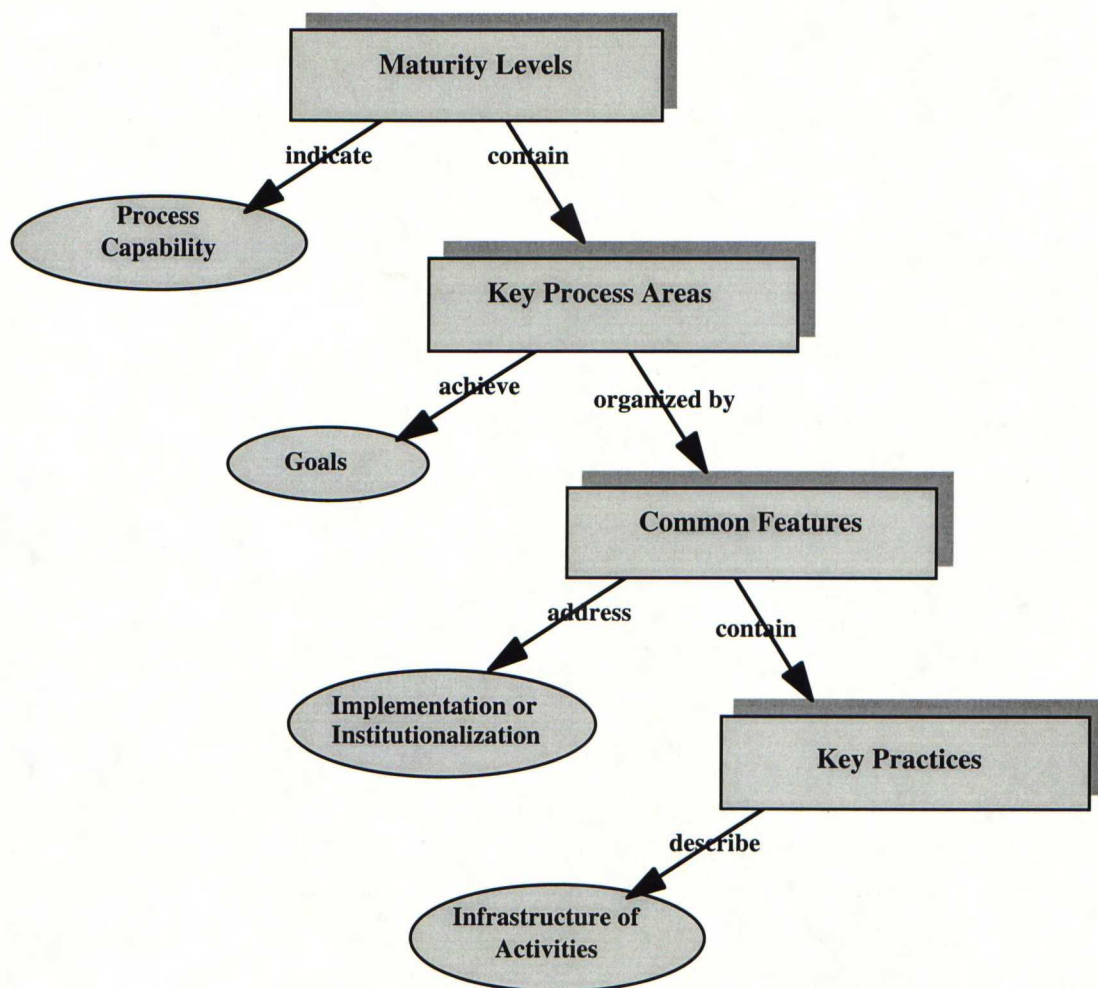 Maturity Levels
indicate
contain
Process
Capability
Key Process Areas
achieve
organized by
Goals
Common Features
address
contain
Implementation or
Institutionalization
Key Practices
describe
Infrastructure of
Activities